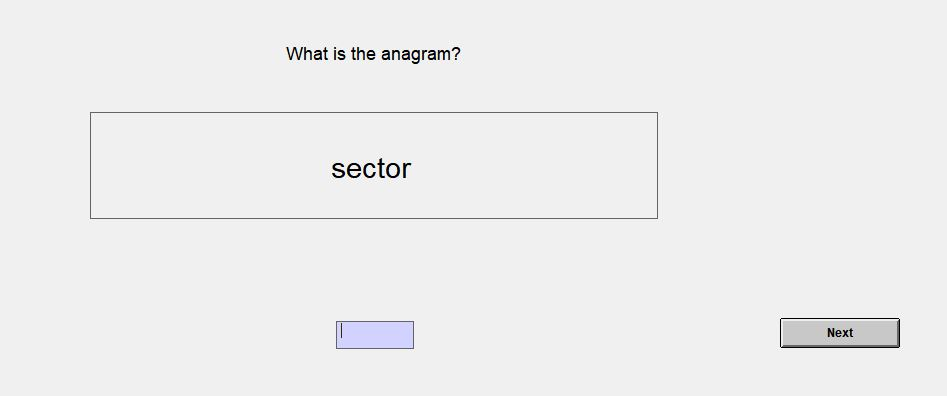 What is the anagram?
sector
Next